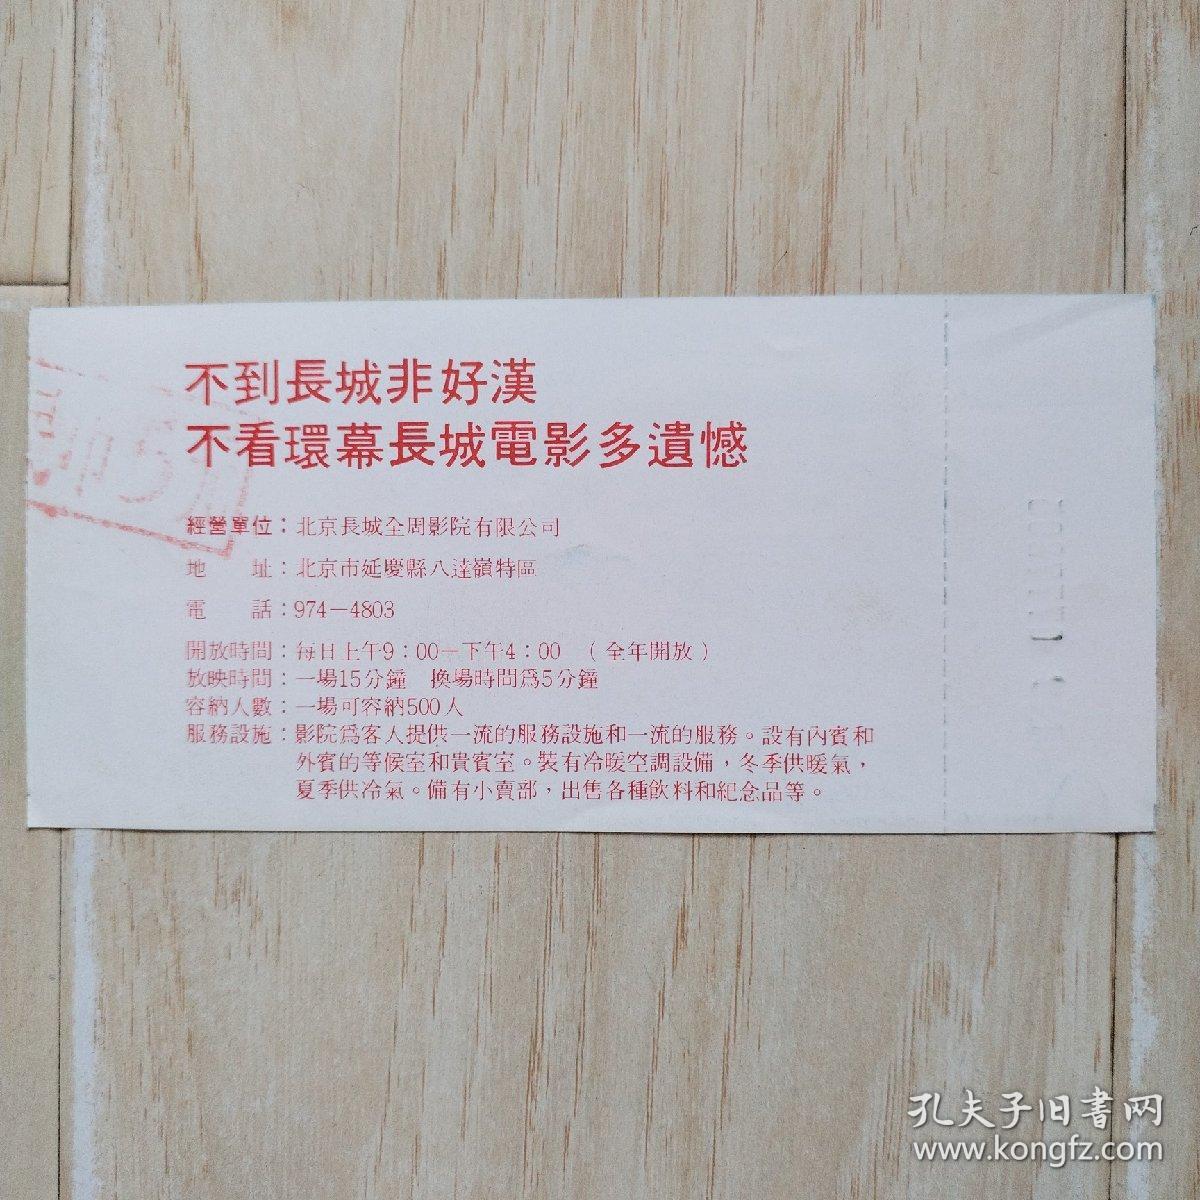 不到長城非好漢
不看環幕長城電影多遺憾
經營單位：北京長城全周影院有限公司
地　　址：北京市延慶縣八達嶺特區
電　　話：974－4803
開放時間：每日上午9：00－下午4：00　（全年開放）
放映時間：一場15分鐘　換場時間爲5分鐘
容納人數：一場可容納500人
服務設施：影院爲客人提供一流的服務設施和一流的服務。設有內賓和
外賓的等候室和貴賓室。裝有冷暖空調設備，冬季供暖氣，
夏季供冷氣。備有小賣部，出售各種飲料和紀念品等。
孔夫子旧書网
www.kongfz.com